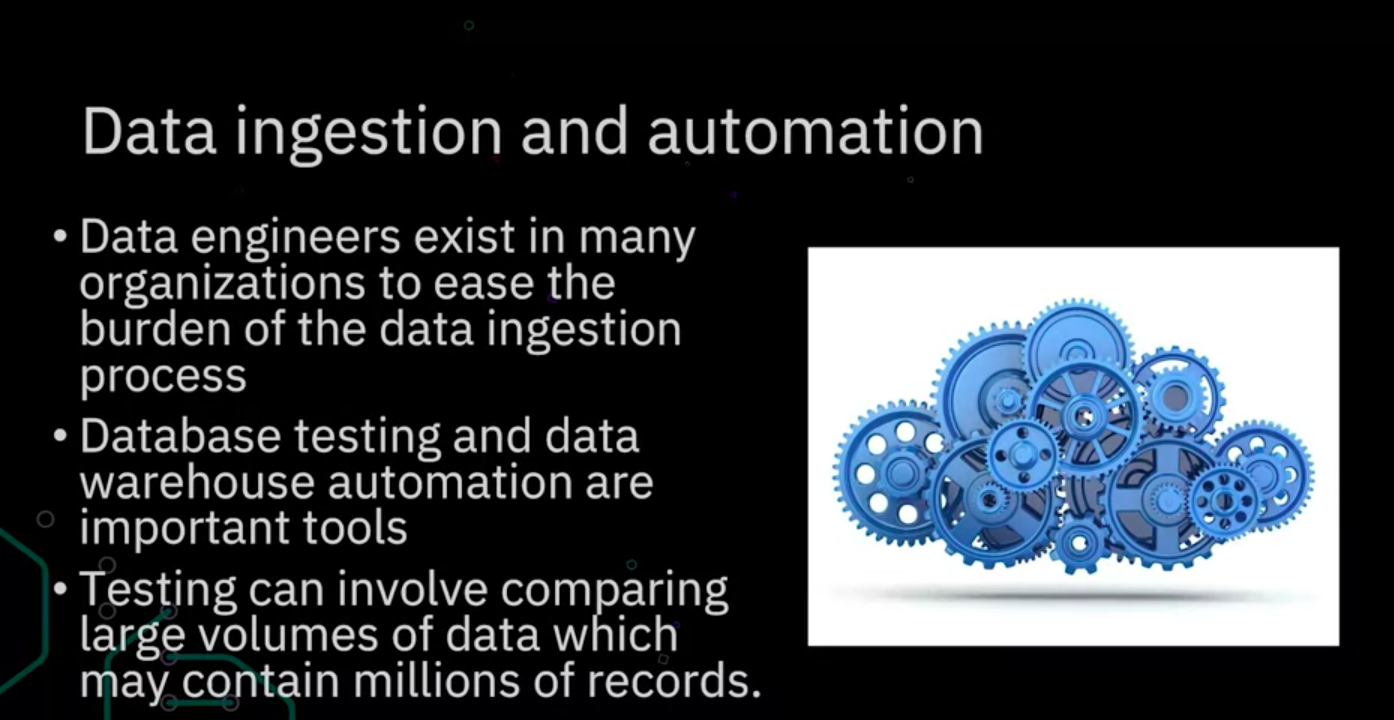 Data ingestion and automation
• Data engineers exist in many
organizations to ease the
burden of the data ingestion
process
• Database testing and data
warehouse automation are
important tools
• Testing can involve comparing
large volumes of data which
may contain millions of records.